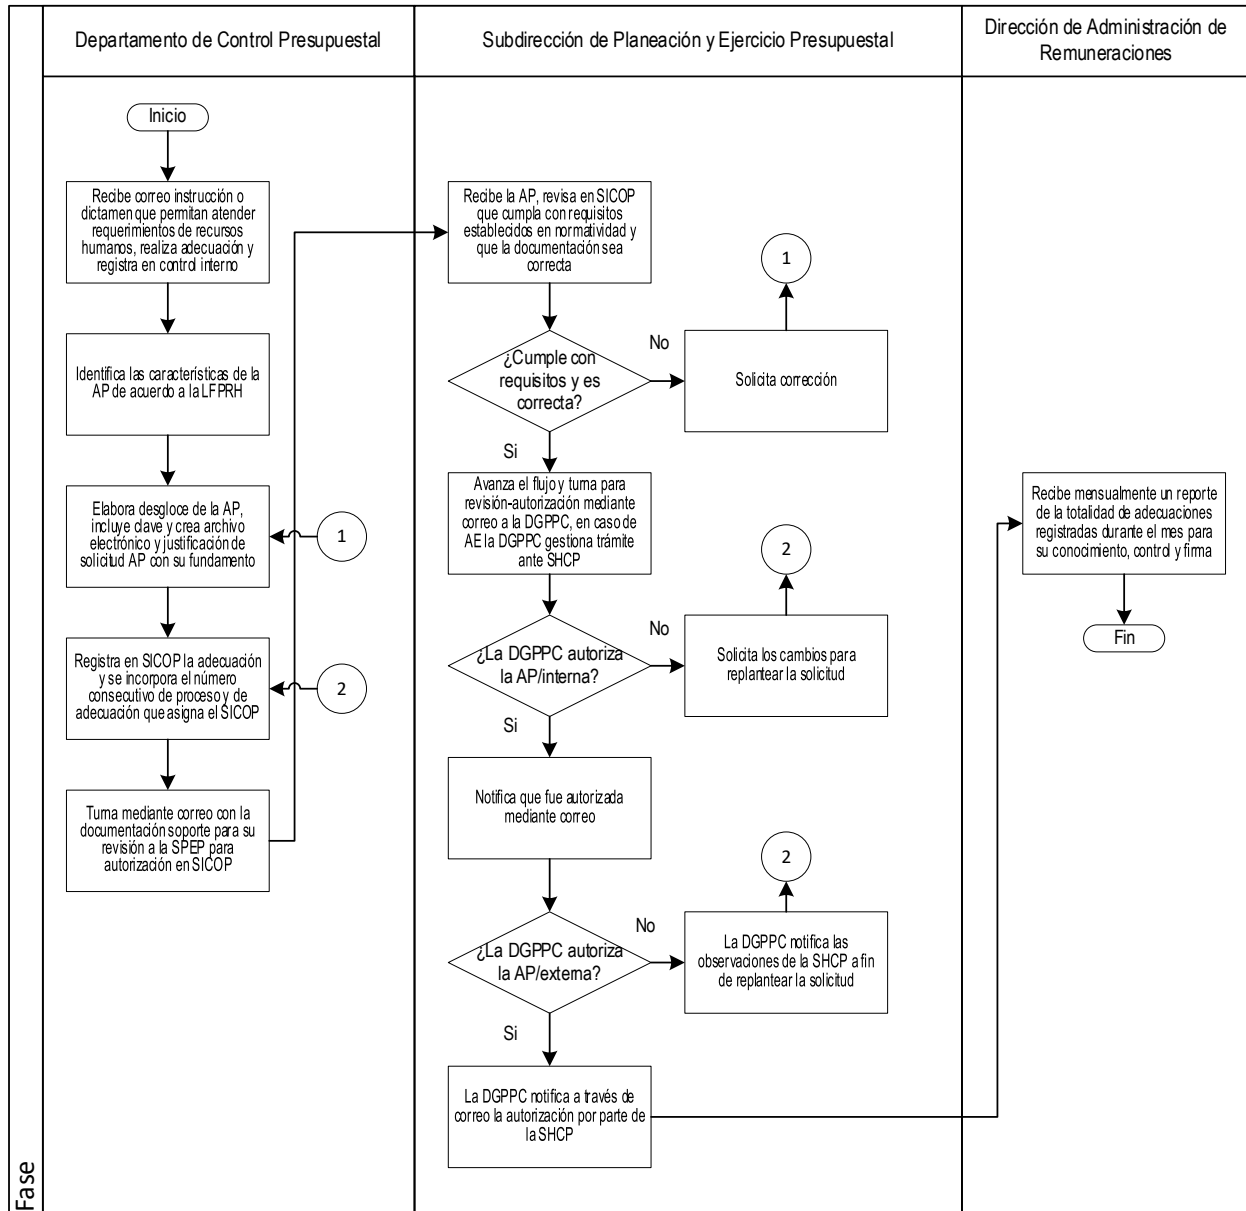 Departamento de Control Presupuestal
Subdirección de Planeación y Ejercicio Presupuestal
Dirección de Administración de
Remuneraciones
Inicio
Recibe correo instrucción o
dictamen que permitan atender
requerimientos de recursos
humanos, realiza adecuación y
registra en control interno
Identifica las características de la
AP de acuerdo a la LFPRH
Elabora desgloce de la AP,
incluye clave y crea archivo
electrónico y justificación de
solicitud AP con su fundamento
1
Registra en SICOP la adecuación
y se incorpora el número
consecutivo de proceso y de
adecuación que asigna el SICOP
2
Turna mediante correo con la
documentación soporte para su
revisión a la SPEP para
autorización en SICOP
Recibe la AP, revisa en SICOP
que cumpla con requisitos
establecidos en normatividad y
que la documentación sea
correcta
1
¿Cumple con
requisitos y es
correcta?
No
Solicita corrección
Si
Avanza el flujo y turna para
revisión-autorización mediante
correo a la DGPPC, en caso de
AE la DGPPC gestiona trámite
ante SHCP
2
¿La DGPPC autoriza
la AP/interna?
No
Solicita los cambios para
replantear la solicitud
Si
Notifica que fue autorizada
mediante correo
2
¿La DGPPC autoriza
la AP/externa?
No
La DGPPC notifica las
observaciones de la SHCP a fin
de replantear la solicitud
Si
La DGPPC notifica a través de
correo la autorización por parte de
la SHCP
Recibe mensualmente un reporte
de la totalidad de adecuaciones
registradas durante el mes para
su conocimiento, control y firma
Fin
Fase